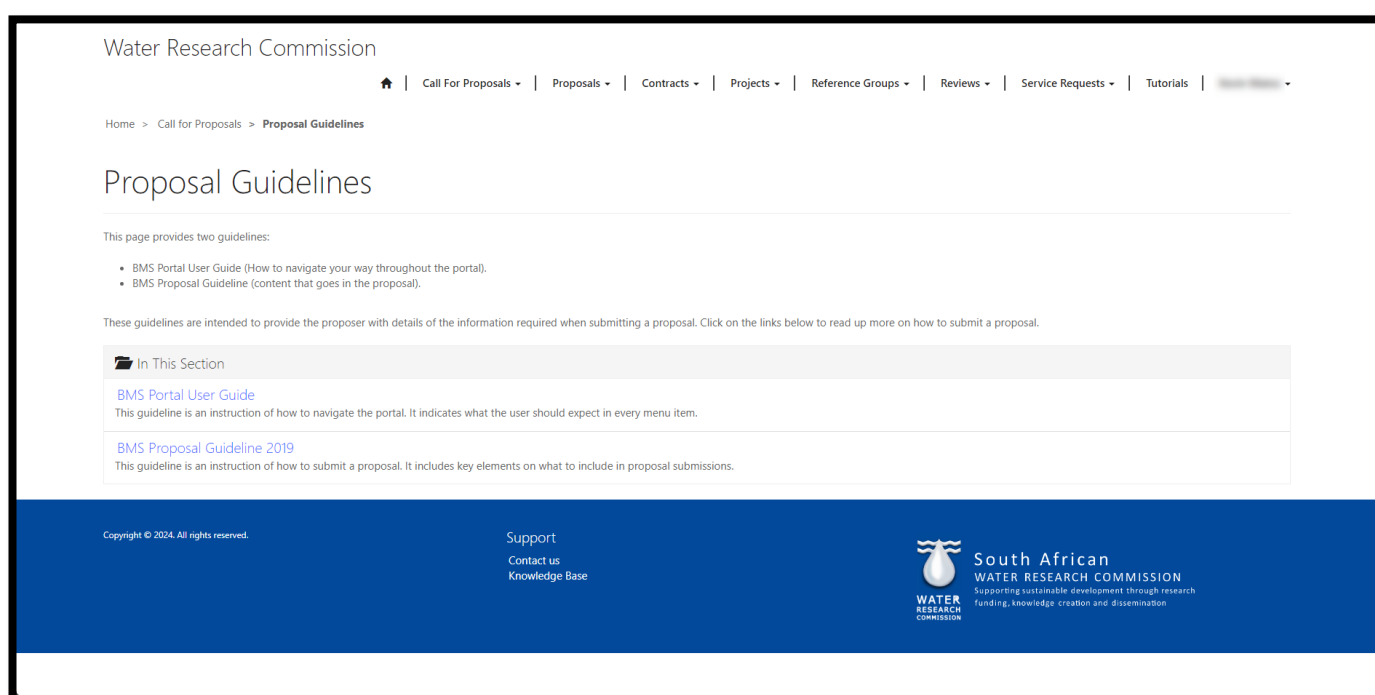 Water Research Commission
Call For Proposals
Proposals
Contracts
Projects
Reference Groups
Reviews
Service Requests
Tutorials
Home > Call for Proposals > Proposal Guidelines
Proposal Guidelines
This page provides two guidelines:
• BMS Portal User Guide (How to navigate your way throughout the portal).
• BMS Proposal Guideline (content that goes in the proposal).
These guidelines are intended to provide the proposer with details of the information required when submitting a proposal. Click on the links below to read up more on how to submit a proposal.
In This Section
BMS Portal User Guide
This guideline is an instruction of how to navigate the portal. It indicates what the user should expect in every menu item.
BMS Proposal Guideline 2019
This guideline is an instruction of how to submit a proposal. It includes key elements on what to include in proposal submissions.
Copyright © 2024. All rights reserved.
Support
Contact us
Knowledge Base
WATER
RESEARCH
COMMISSION
South African
WATER RESEARCH COMMISSION
Supporting sustainable development through research
funding, knowledge creation and dissemination